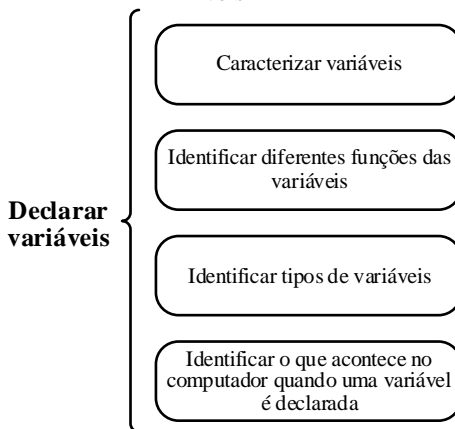 Declarar
variáveis
Caracterizar variáveis
Identificar diferentes funções das
variáveis
Identificar tipos de variáveis
Identificar o que acontece no
computador quando uma variável
é declarada